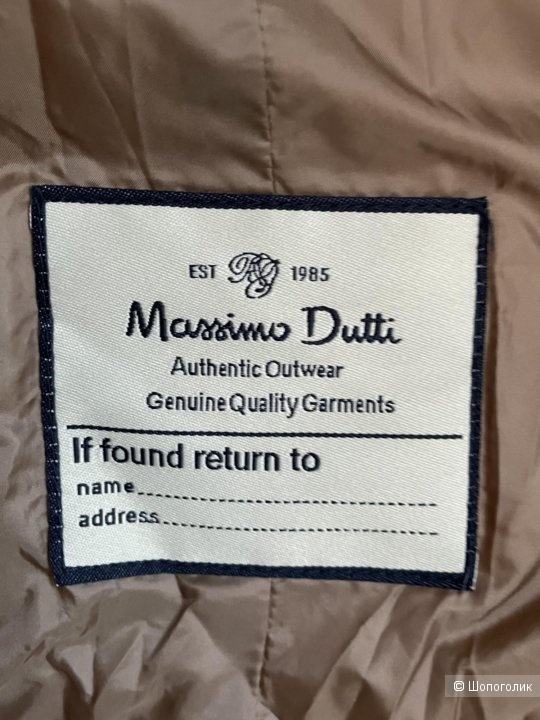 EST 1985
Massimo Dutti
Authentic Outwear
Genuine Quality Garments
If found return to
name
address
© Шопоголик